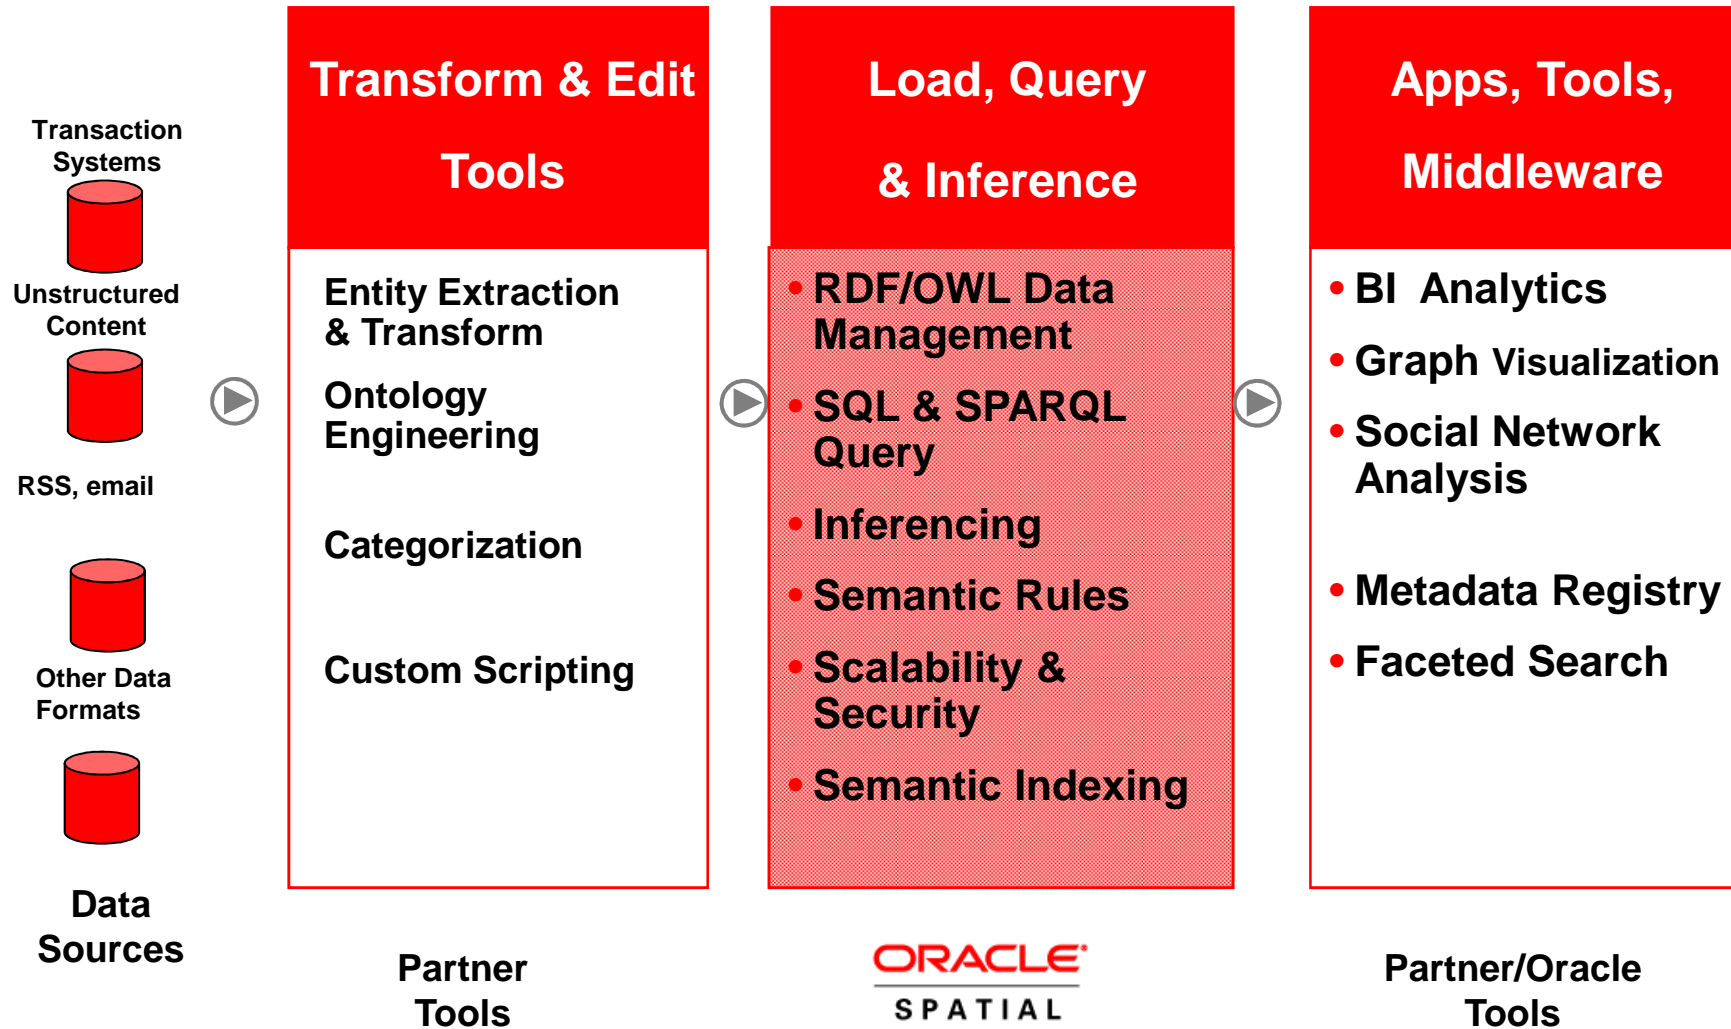 Transaction
Systems
Unstructured
Content
RSS, email
Other Data
Formats
Data
Sources
Transform & Edit
Tools
Entity Extraction
& Transform
Ontology
Engineering
Categorization
Custom Scripting
Partner
Tools
Load, Query
& Inference
• RDF/OWL Data
Management
• SQL & SPARQL
Query
• Inferencing
• Semantic Rules
• Scalability &
Security
• Semantic Indexing
ORACLE®
SPATIAL
Apps, Tools,
Middleware
• BI Analytics
• Graph Visualization
• Social Network
Analysis
• Metadata Registry
• Faceted Search
Partner/Oracle
Tools